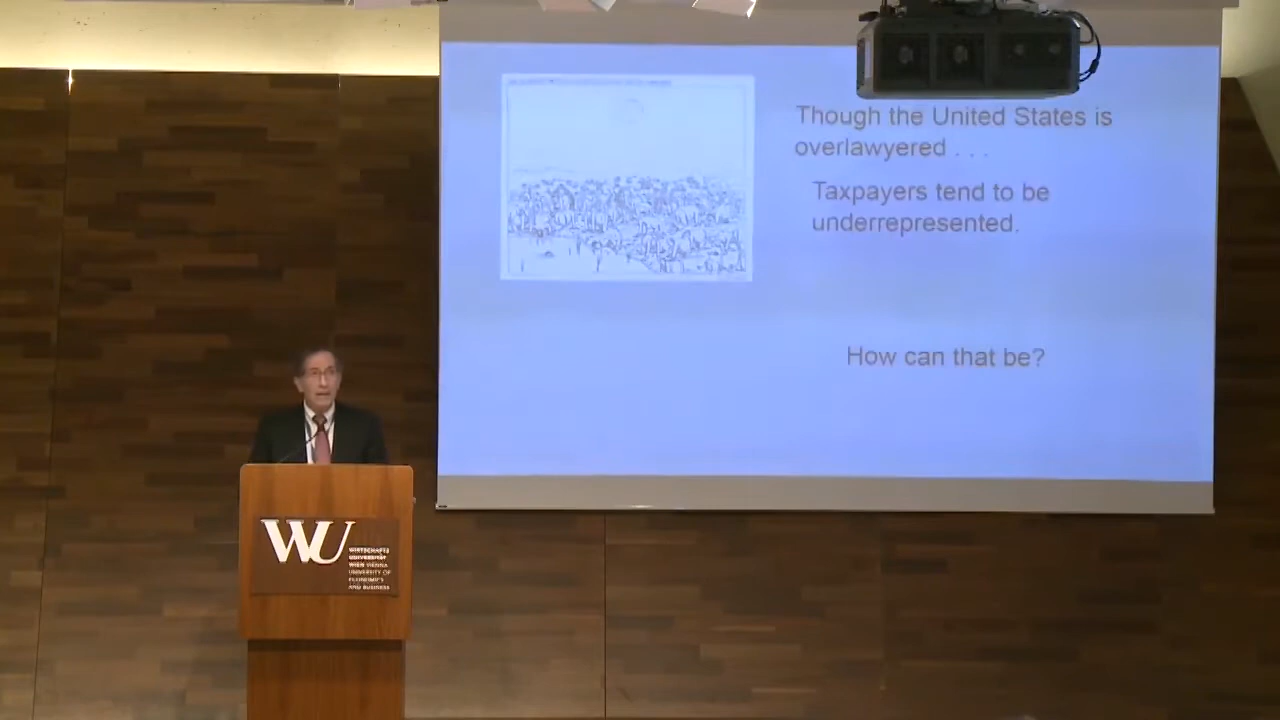 Though the United States is
overlawyered . . .
Taxpayers tend to be
underrepresented.
How can that be?
WU
WIRTSCHAFTS
UNIVERSITÄT
WIEN VIENNA
UNIVERSITY OF
ECONOMICS
AND BUSINESS